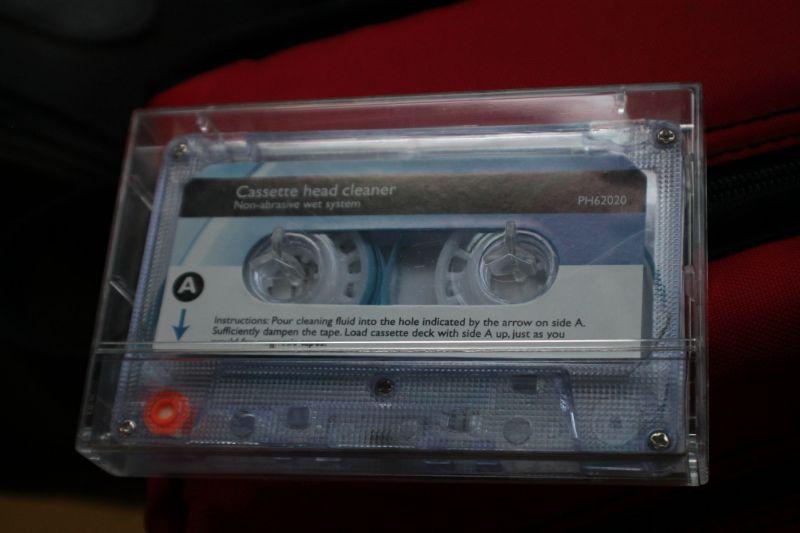 Cassette head cleaner
Non-abrasive wet system
PH62020
A
Instructions: Pour cleaning fluid into the hole indicated by the arrow on side A.
Sufficiently dampen the tape. Load cassette deck with side A up, just as you